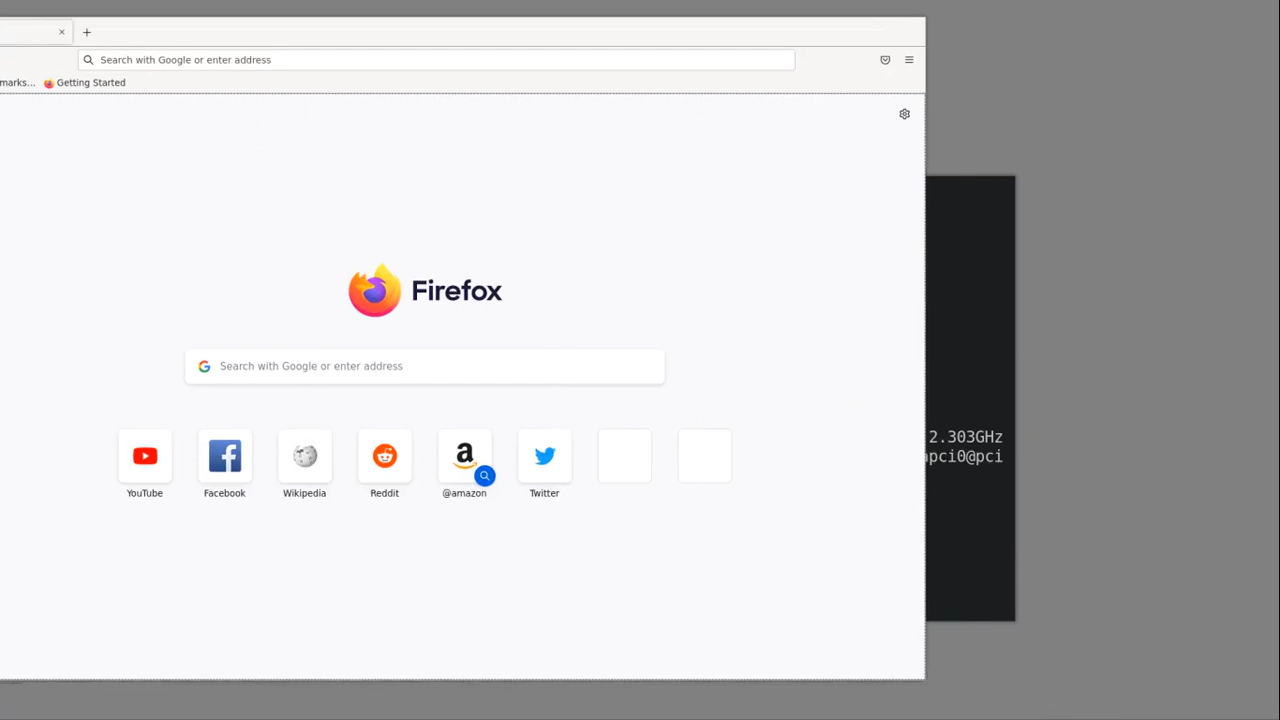 Search with Google or enter address
marks... Getting Started
Firefox
Search with Google or enter address
YouTube Facebook Wikipedia Reddit @amazon Twitter
2.303GHz
pci0@pci